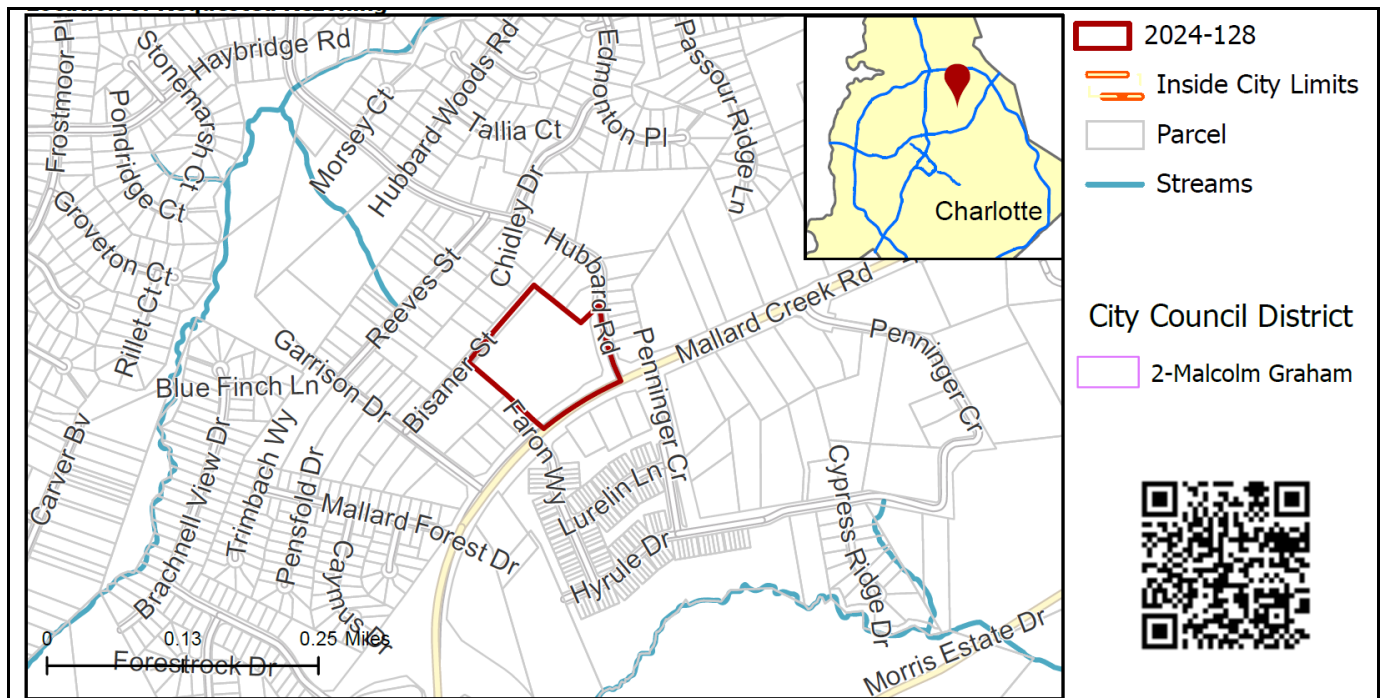 Location of Requested Rezoning
Frostmoor Pl
Stonemarsh Ct
Haybridge Rd
Pondridge Ct
Groveton Ct
Rillet Ct
Morsey Ct
Hubbard Woods Rd
Tallia Ct
Edmonton Pl
Passour Ridge Ln
Chidley Dr
Hubbard Rd
Reeves St
Bisaner St
Garrison Dr
Blue Finch Ln
Carver Bv
Brachnell View Dr
Trimbach Wy
Pensfold Dr
Mallard Forest Dr
Caymus Dr
Forestrock Dr
Faron Wy
Lurelin Ln
Hyrule Dr
Penninger Cr
Mallard Creek Rd
Penninger Cr
Cypress Ridge Dr
Morris Estate Dr
0 0.13 0.25 Miles
Charlotte
2024-128
Inside City Limits
Parcel
Streams
City Council District
2-Malcolm Graham